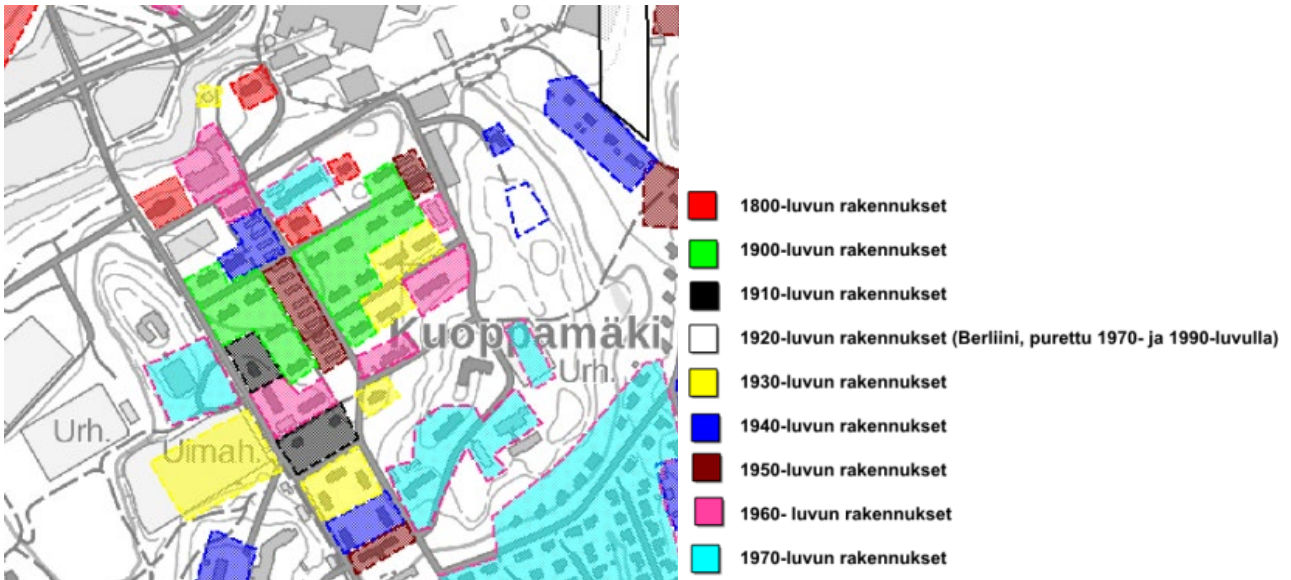 Kuoppamäki
Urh.
Urh.
Uimah.
1800-luvun rakennukset
1900-luvun rakennukset
1910-luvun rakennukset
1920-luvun rakennukset (Berliini, purettu 1970- ja 1990-luvulla)
1930-luvun rakennukset
1940-luvun rakennukset
1950-luvun rakennukset
1960- luvun rakennukset
1970-luvun rakennukset